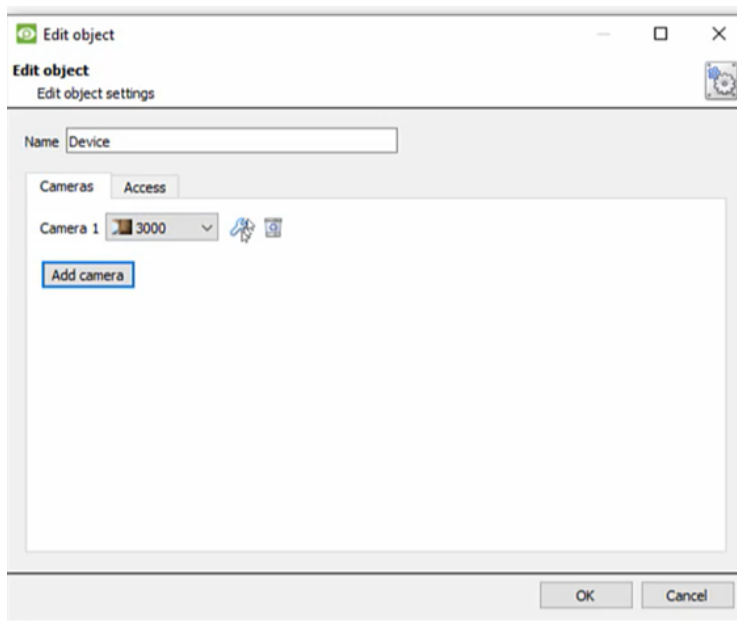 Edit object
Edit object
Edit object settings
Name Device
Cameras Access
Camera 1 3000
Add camera
OK Cancel